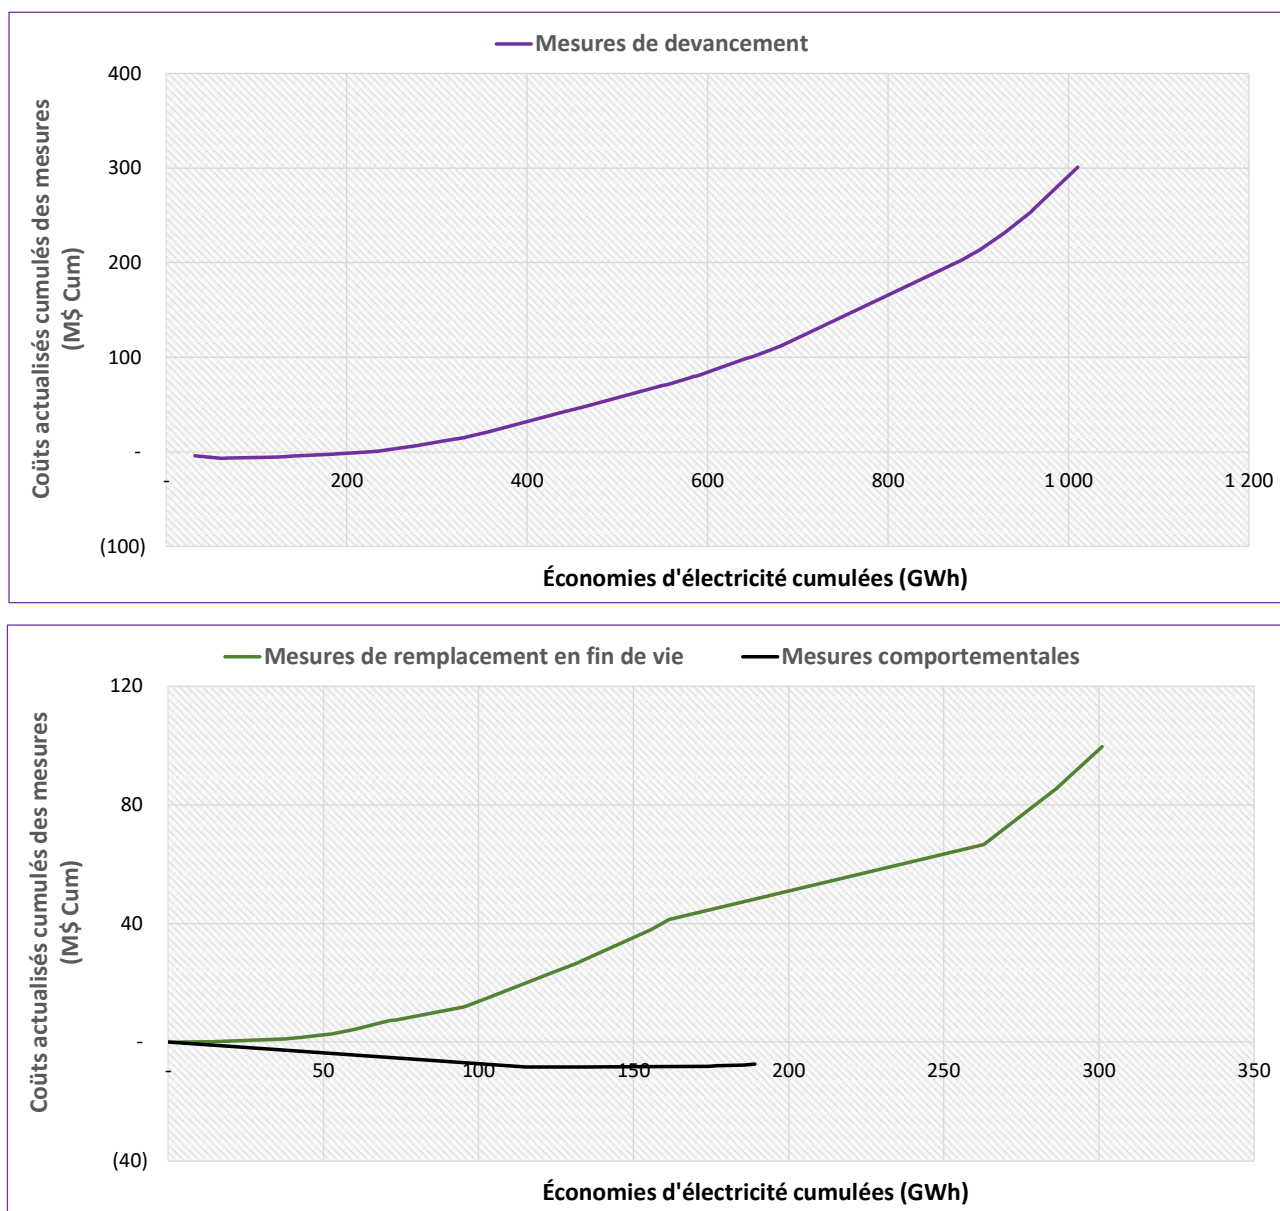 Mesures de devancement
400
300
200
100
-
(100)
-
200
400
600
800
1 000
1 200
Coûts actualisés cumulés des mesures
(M$ Cum)
Économies d'électricité cumulées (GWh)
Mesures de remplacement en fin de vie
Mesures comportementales
120
80
40
-
(40)
-
50
100
150
200
250
300
350
Coûts actualisés cumulés des mesures
(M$ Cum)
Économies d'électricité cumulées (GWh)